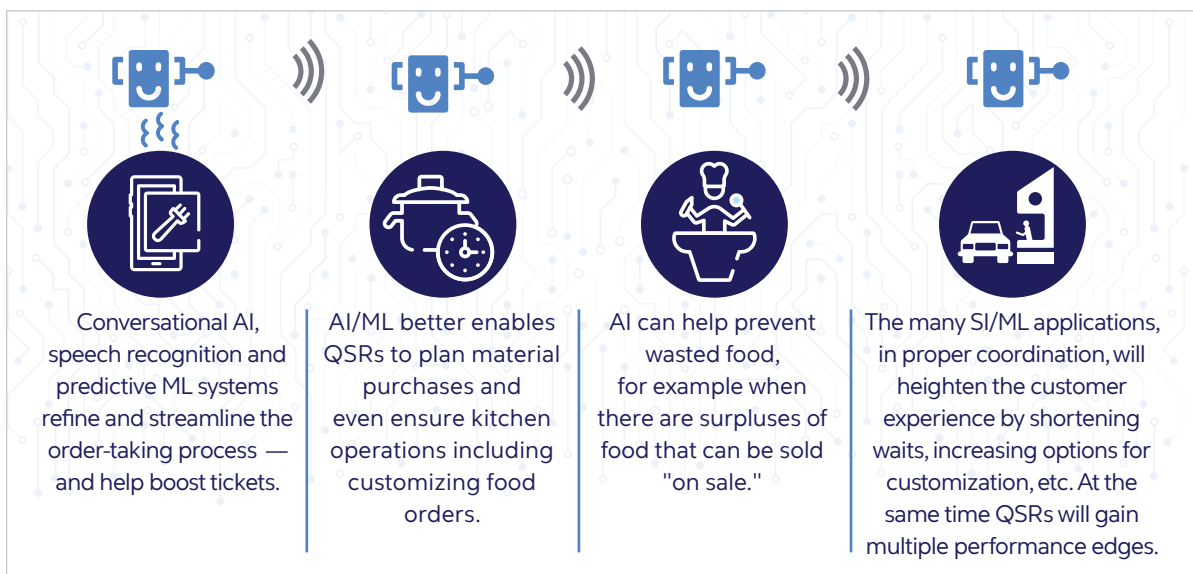 Conversational AI,
speech recognition and
predictive ML systems
refine and streamline the
order-taking process —
and help boost tickets.
AI/ML better enables
QSRs to plan material
purchases and
even ensure kitchen
operations including
customizing food
orders.
AI can help prevent
wasted food,
for example when
there are surpluses of
food that can be sold
"on sale."
The many SI/ML applications,
in proper coordination, will
heighten the customer
experience by shortening
waits, increasing options for
customization, etc. At the
same time QSRs will gain
multiple performance edges.